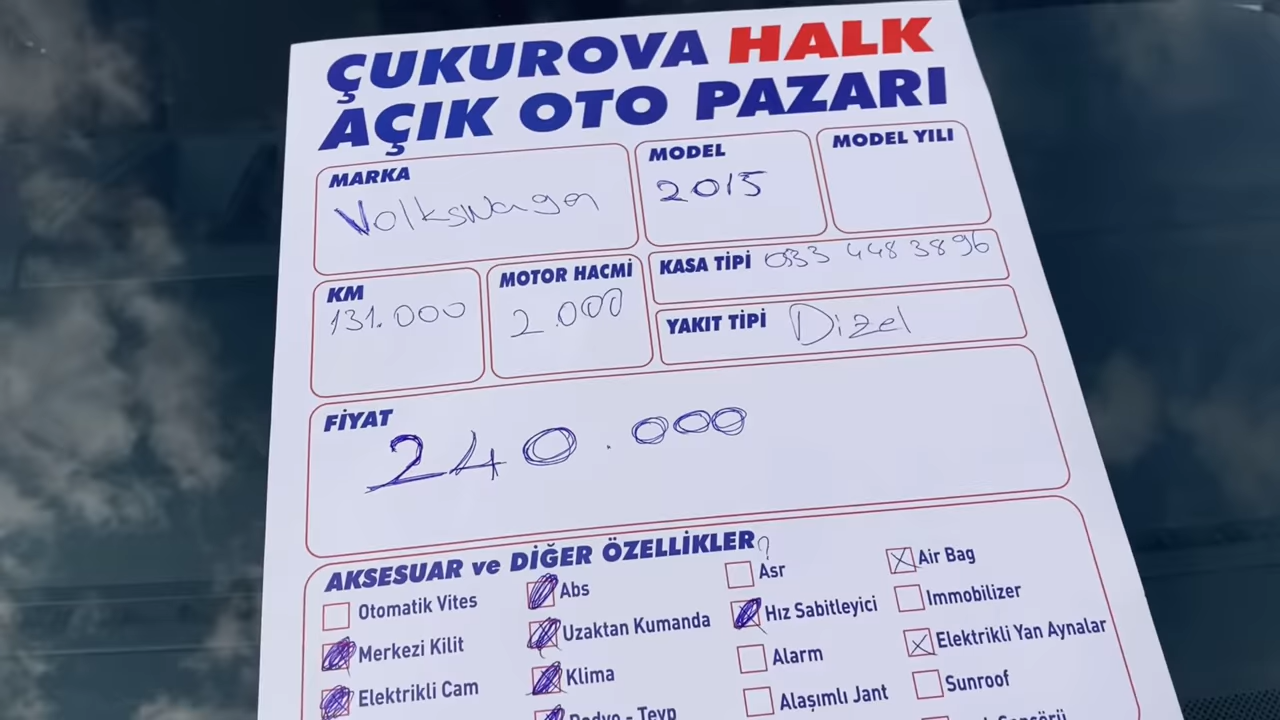 ÇUKUROVA HALK
AÇIK OTO PAZARI
MARKA
Volkswagen
MODEL
2015
MODEL YILI
KM
131.000
MOTOR HACMİ
2.000
KASA TİPİ 033 448 3896
YAKIT TİPİ Dizel
FİYAT
240.000
AKSESUAR ve DİĞER ÖZELLİKLER
Otomatik Vites
Merkezi Kilit
Elektrikli Cam
Abs
Uzaktan Kumanda
Klima
Radyo - Teyp
Asr
Hız Sabitleyici
Alarm
Alaşımlı Jant
Air Bag
Immobilizer
Elektrikli Yan Aynalar
Sunroof